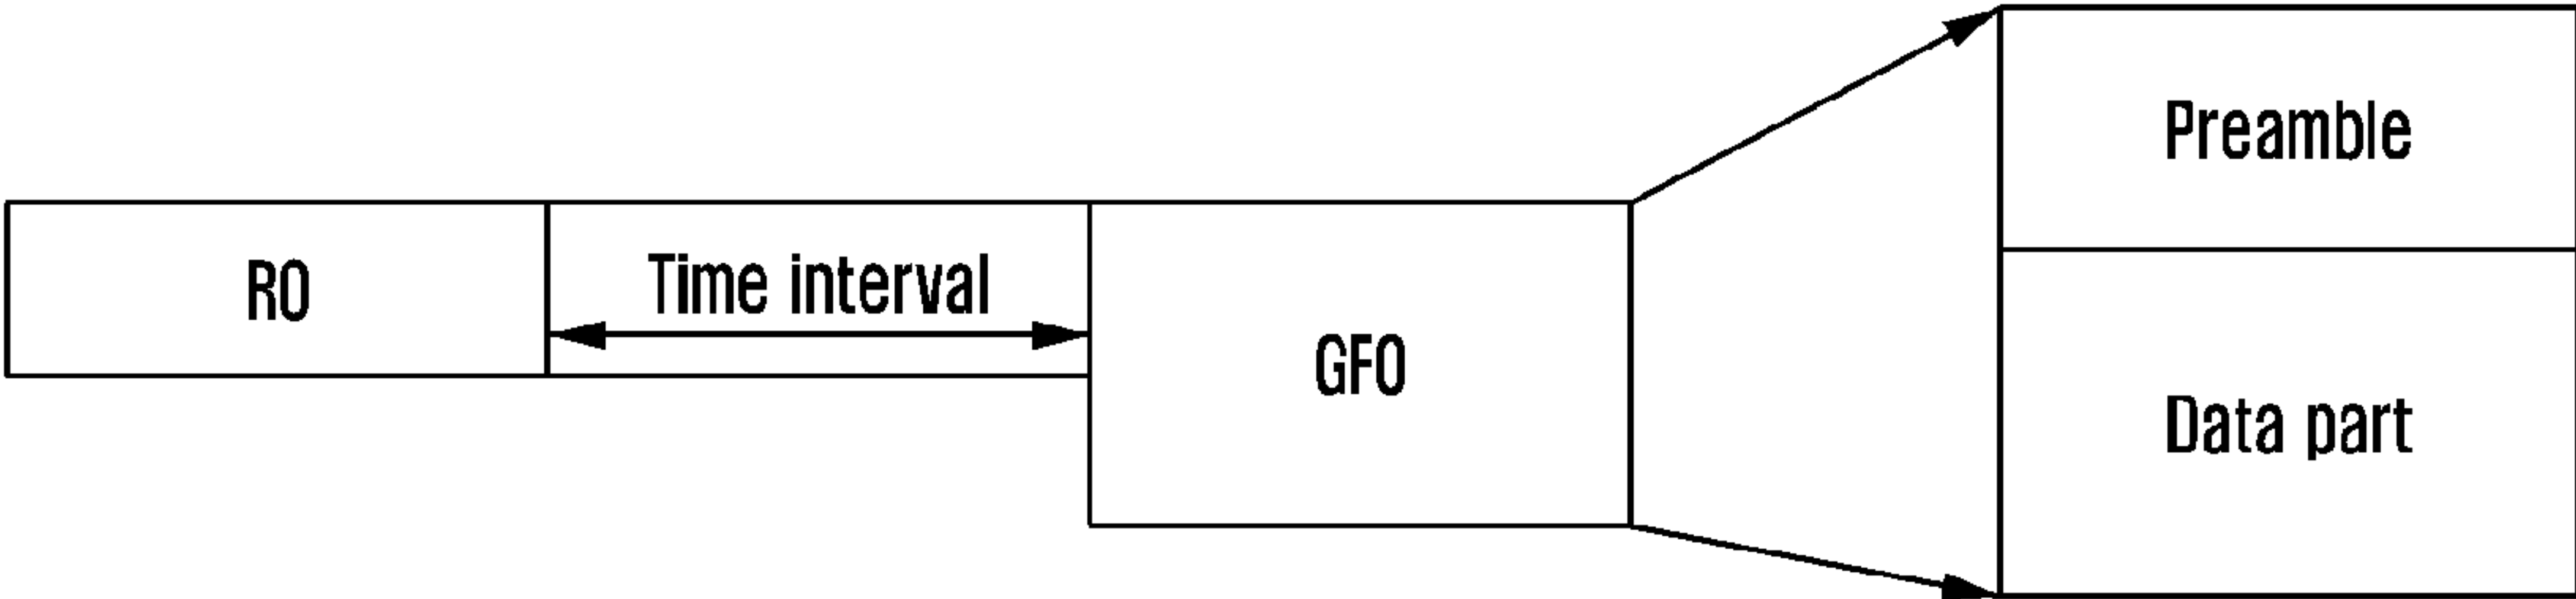 RO
Time interval
GFO
Preamble
Data part